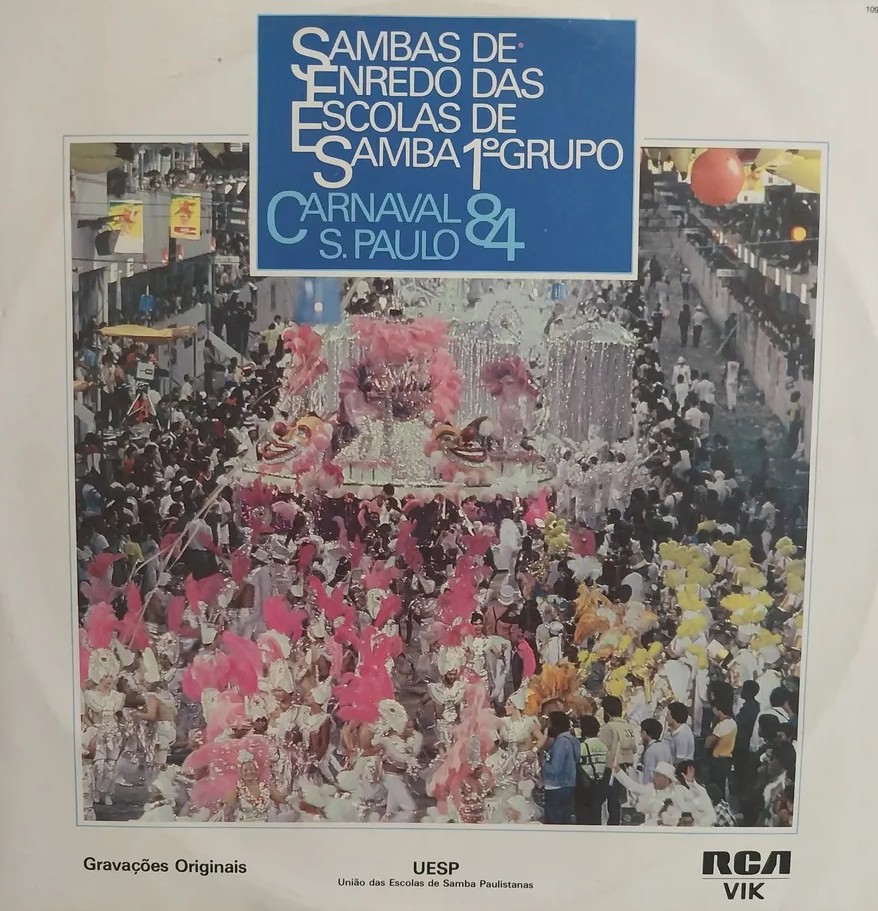 109
SAMBAS DE
ENREDO DAS
ESCOLAS DE
SAMBA 1º GRUPO
CARNAVAL 84
S. PAULO
Gravações Originais
UESP
União das Escolas de Samba Paulistanas
RCA
VIK